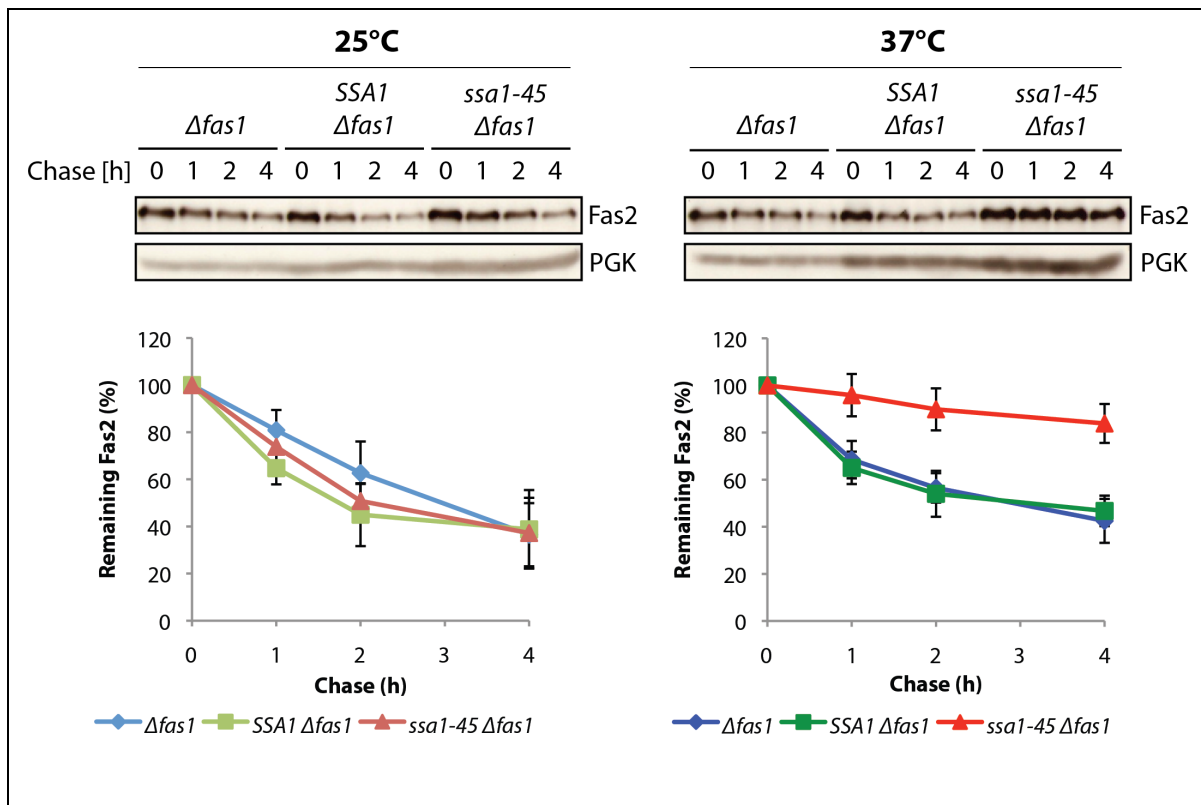 25°C
37°C
SSA1 ssa1-45
Δfas1 Δfas1 Δfas1
SSA1 ssa1-45
Δfas1 Δfas1 Δfas1
Chase [h] 0 1 2 4 0 1 2 4 0 1 2 4
0 1 2 4 0 1 2 4 0 1 2 4
Fas2
Fas2
PGK
PGK
Remaining Fas2 (%)
120
100
80
60
40
20
0
0 1 2 3 4
Chase (h)
Δfas1 SSA1 Δfas1 ssa1-45 Δfas1
Remaining Fas2 (%)
120
100
80
60
40
20
0
0 1 2 3 4
Chase (h)
Δfas1 SSA1 Δfas1 ssa1-45 Δfas1